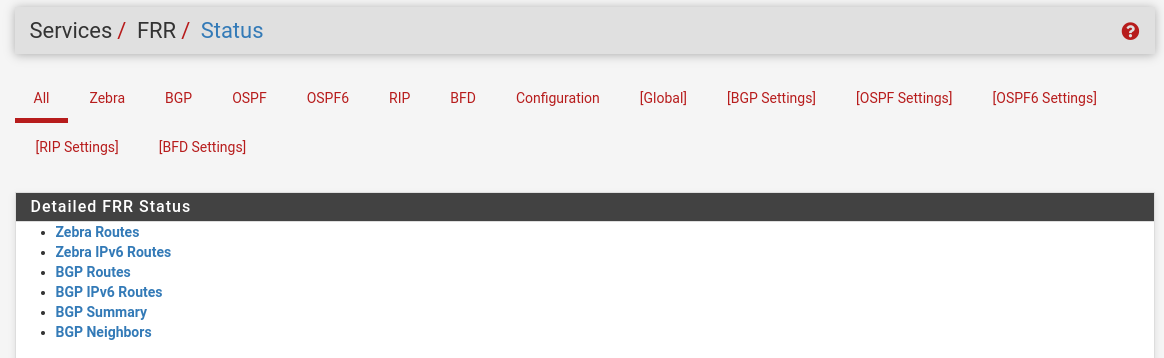 Services / FRR / Status
All Zebra BGP OSPF OSPF6 RIP BFD Configuration [Global] [BGP Settings] [OSPF Settings] [OSPF6 Settings]
[RIP Settings] [BFD Settings]
Detailed FRR Status
Zebra Routes
Zebra IPv6 Routes
BGP Routes
BGP IPv6 Routes
BGP Summary
BGP Neighbors